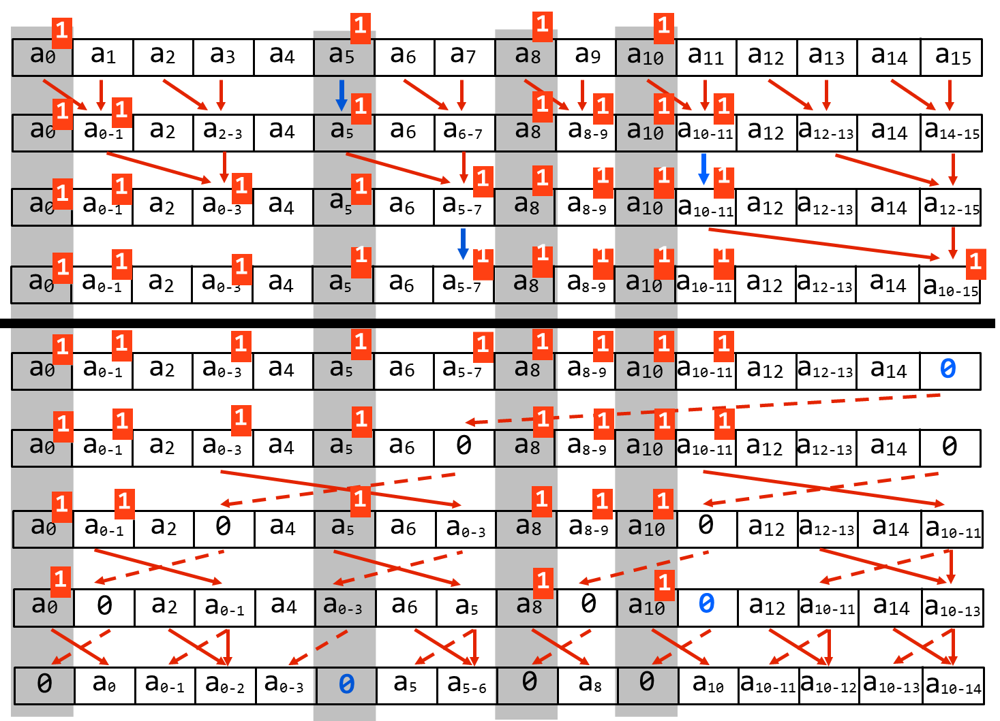 1 1 1 1
a0 a1 a2 a3 a4 a5 a6 a7 a8 a9 a10 a11 a12 a13 a14 a15
1 1 1 1 1 1 1
a0 a0-1 a2 a2-3 a4 a5 a6 a6-7 a8 a8-9 a10 a10-11 a12 a12-13 a14 a14-15
1 1 1 1 1 1 1 1 1
a0 a0-1 a2 a0-3 a4 a5 a6 a5-7 a8 a8-9 a10 a10-11 a12 a12-13 a14 a12-15
1 1 1 1 1 1 1 1 1 1
a0 a0-1 a2 a0-3 a4 a5 a6 a5-7 a8 a8-9 a10 a10-11 a12 a12-13 a14 a10-15
1 1 1 1 1 1 1 1 1
a0 a0-1 a2 a0-3 a4 a5 a6 a5-7 a8 a8-9 a10 a10-11 a12 a12-13 a14 0
1 1 1 1 1 1 1 1
a0 a0-1 a2 a0-3 a4 a5 a6 0 a8 a8-9 a10 a10-11 a12 a12-13 a14 0
1 1 1 1 1 1
a0 a0-1 a2 0 a4 a5 a6 a0-3 a8 a8-9 a10 0 a12 a12-13 a14 a10-11
1 1 1
a0 0 a2 a0-1 a4 a0-3 a6 a5 a8 0 a10 0 a12 a10-11 a14 a10-13
0 a0 a0-1 a0-2 a0-3 0 a5 a5-6 0 a8 0 a10 a10-11 a10-12 a10-13 a10-14